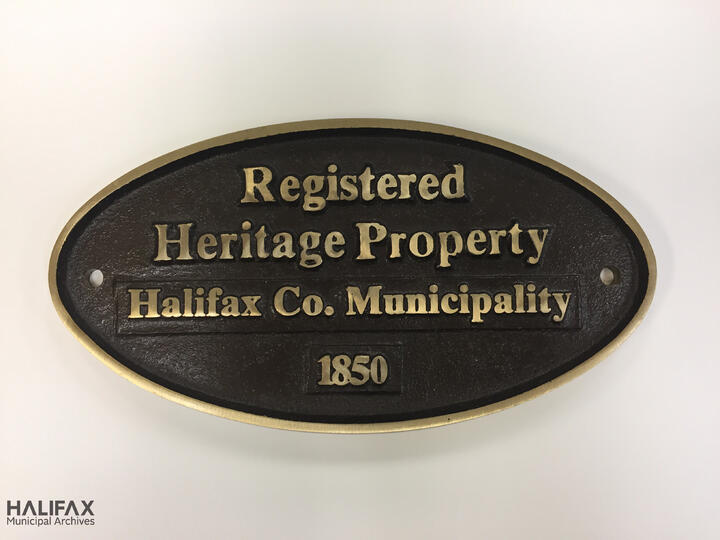 Registered
Heritage Property
Halifax Co. Municipality
1850
HALIFAX
Municipal Archives